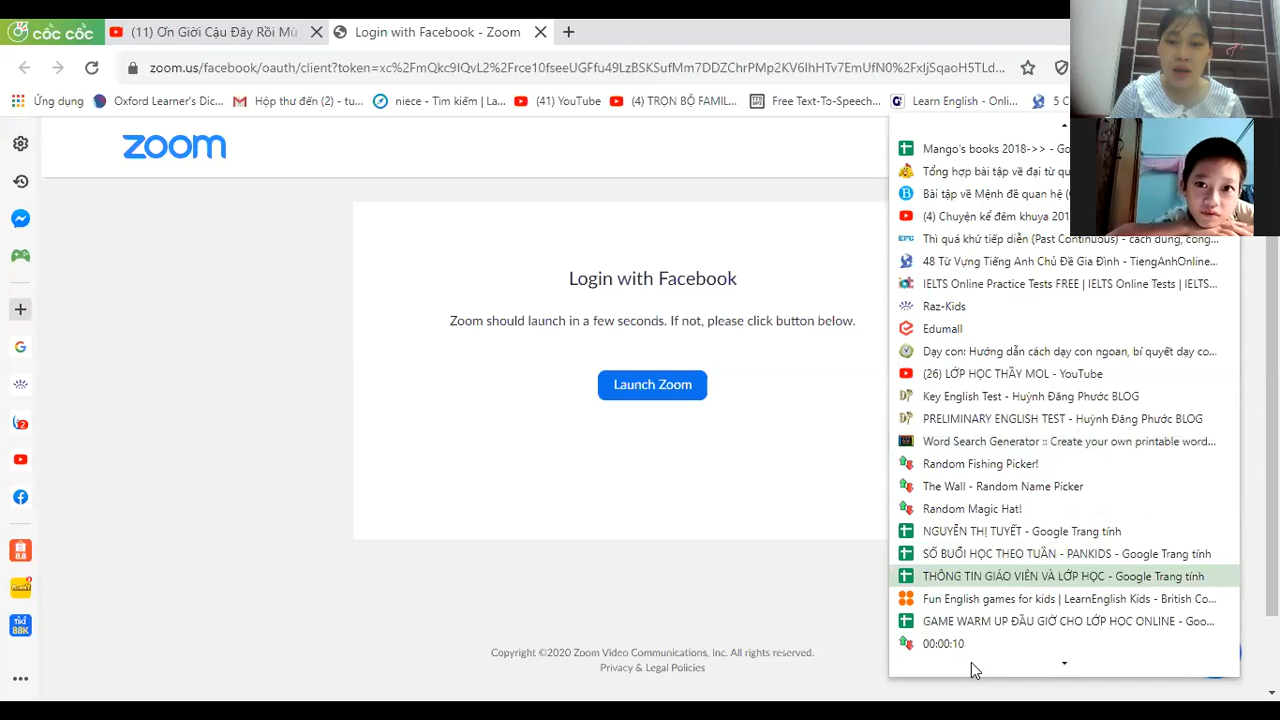 cốc cốc
(11) Ơn Giời Cậu Đây Rồi Mù
Login with Facebook - Zoom
zoom.us/facebook/oauth/client?token=
Ứng dụng
Oxford Learner's Dic...
Hộp thư đến (2) - tu...
niece - Tìm kiếm | La...
(41) YouTube
(4) TRỌN BỘ FAMIL...
Free Text-To-Speech...
Learn English - Onli...
5 C
zoom
Login with Facebook
Zoom should launch in a few seconds. If not, please click button below.
Launch Zoom
Copyright ©2020 Zoom Video Communications, Inc. All rights reserved.
Privacy & Legal Policies
Mango's books 2018->> - Go
Tổng hợp bài tập về đại từ qu
Bài tập về Mệnh đề quan hệ (
(4) Chuyện kể đêm khuya 201
Thì quá khứ tiếp diễn (Past Continuous) - cách dùng, công...
48 Từ Vựng Tiếng Anh Chủ Đề Gia Đình - TiengAnhOnline...
IELTS Online Practice Tests FREE | IELTS Online Tests | IELTS...
Raz-Kids
Edumall
Dạy con: Hướng dẫn cách dạy con ngoan, bí quyết dạy co...
(26) LỚP HỌC THẦY MOL - YouTube
Key English Test - Huỳnh Đăng Phước BLOG
PRELIMINARY ENGLISH TEST - Huỳnh Đăng Phước BLOG
Word Search Generator :: Create your own printable word...
Random Fishing Picker!
The Wall - Random Name Picker
Random Magic Hat!
NGUYỄN THỊ TUYẾT - Google Trang tính
SỐ BUỔI HỌC THEO TUẦN - PANKIDS - Google Trang tính
THÔNG TIN GIÁO VIÊN VÀ LỚP HỌC - Google Trang tính
Fun English games for kids | LearnEnglish Kids - British Co...
GAME WARM UP ĐẦU GIỜ CHO LỚP HỌC ONLINE - Goo...
00:00:10